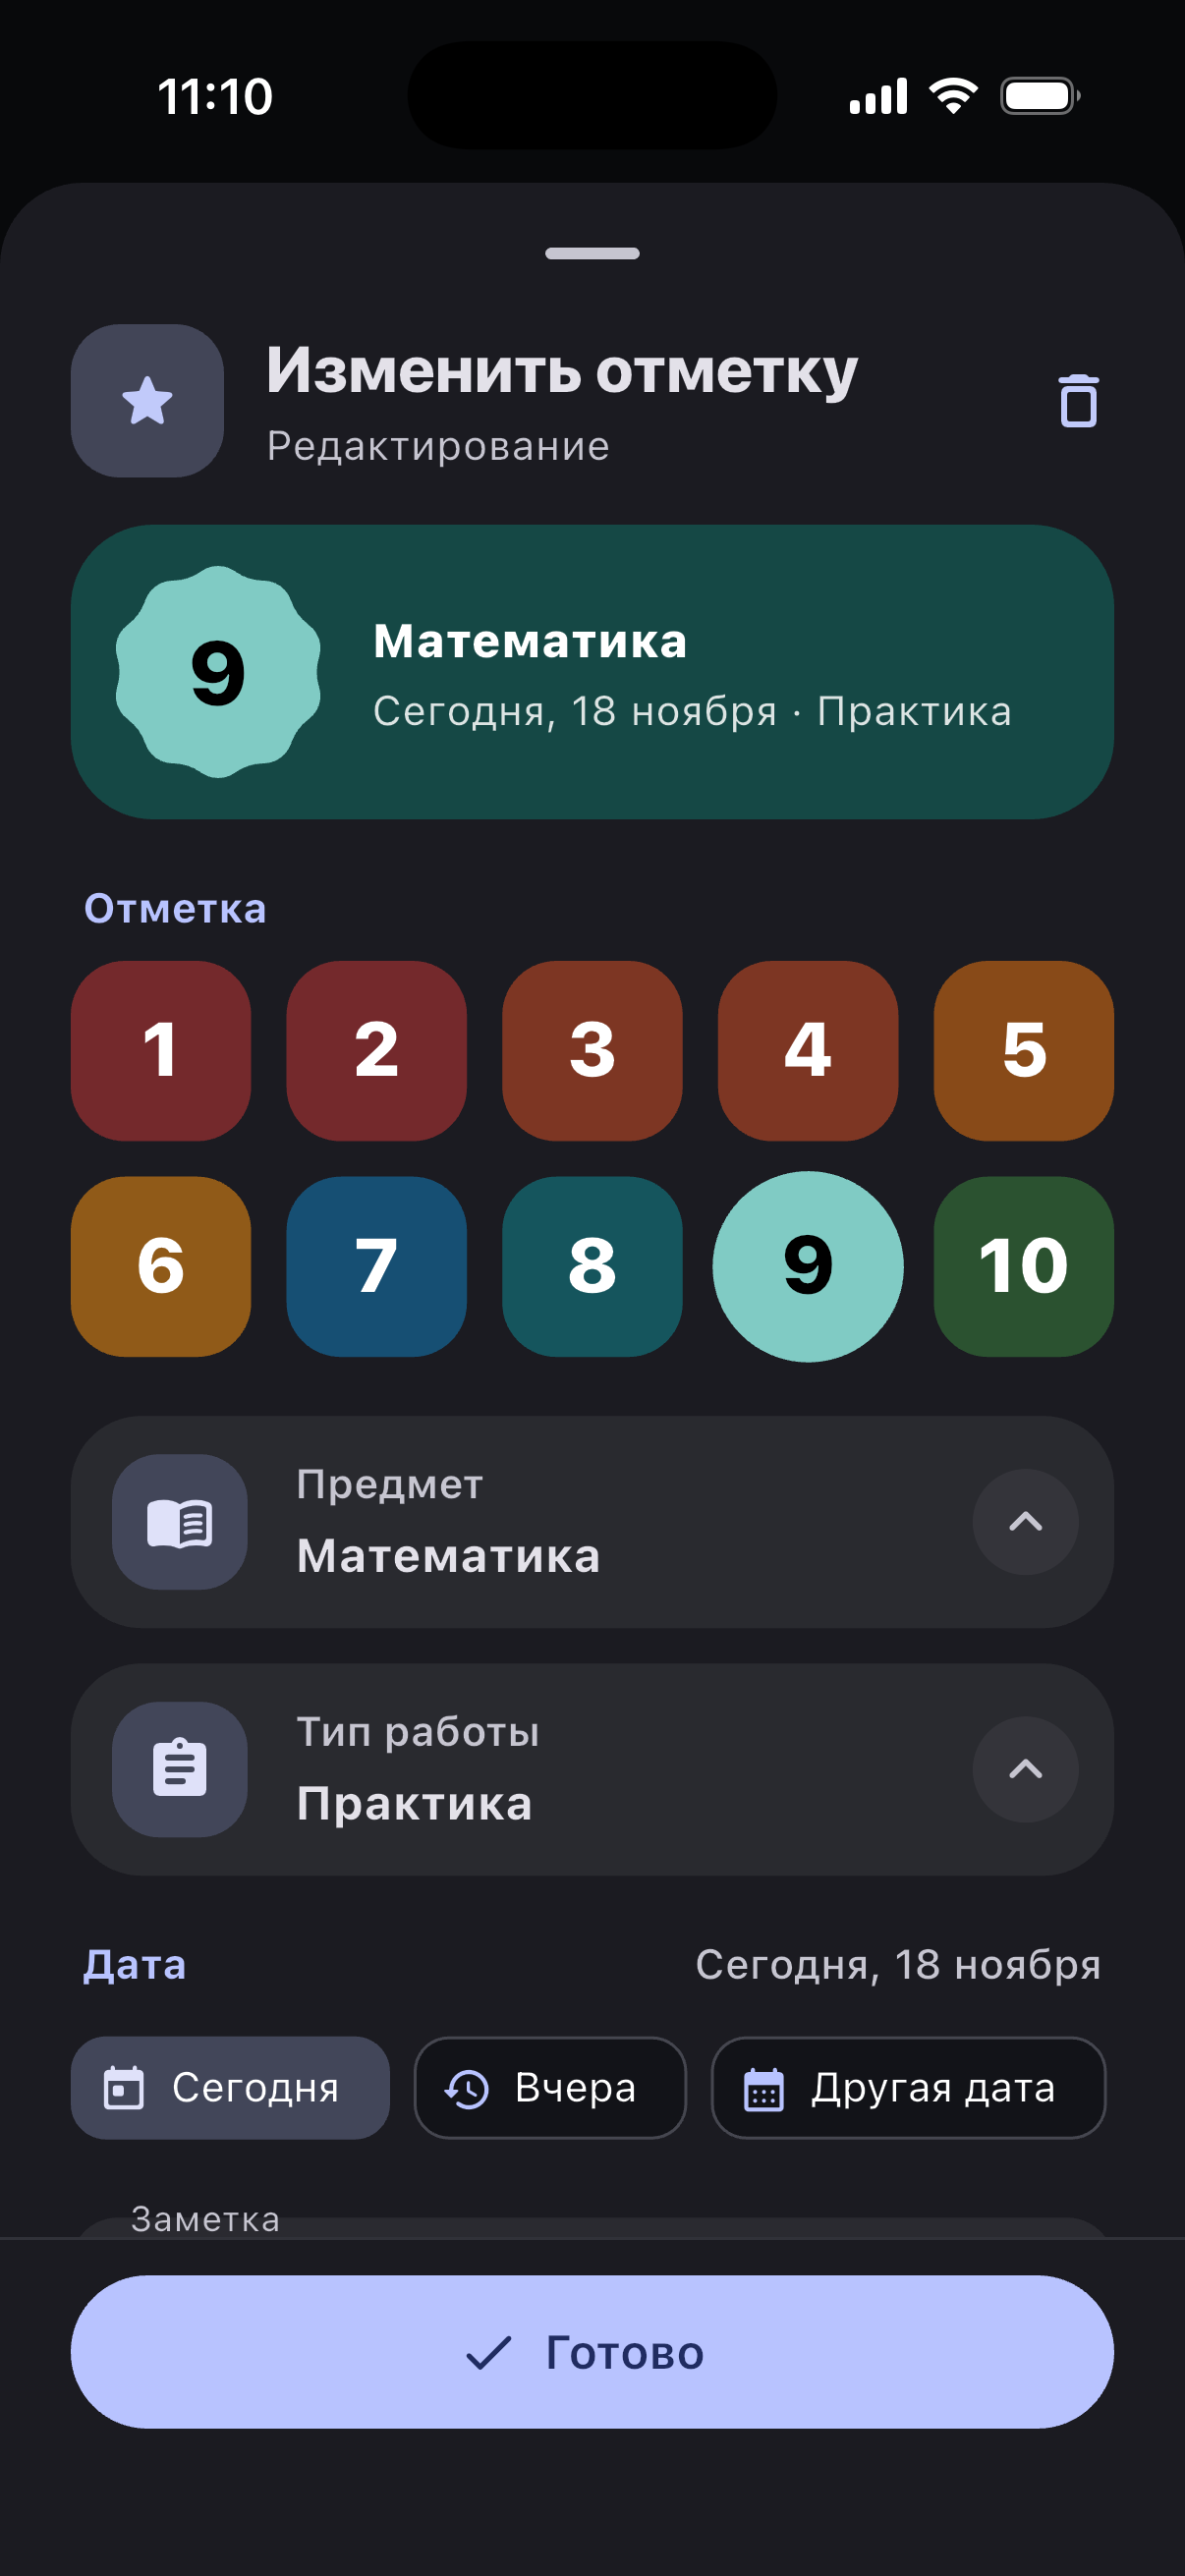 11:10
Изменить отметку
Редактирование
9
Математика
Сегодня, 18 ноября · Практика
Отметка
1 2 3 4 5
6 7 8 9 10
Предмет
Математика
Тип работы
Практика
Дата Сегодня, 18 ноября
Сегодня Вчера Другая дата
Заметка
Готово